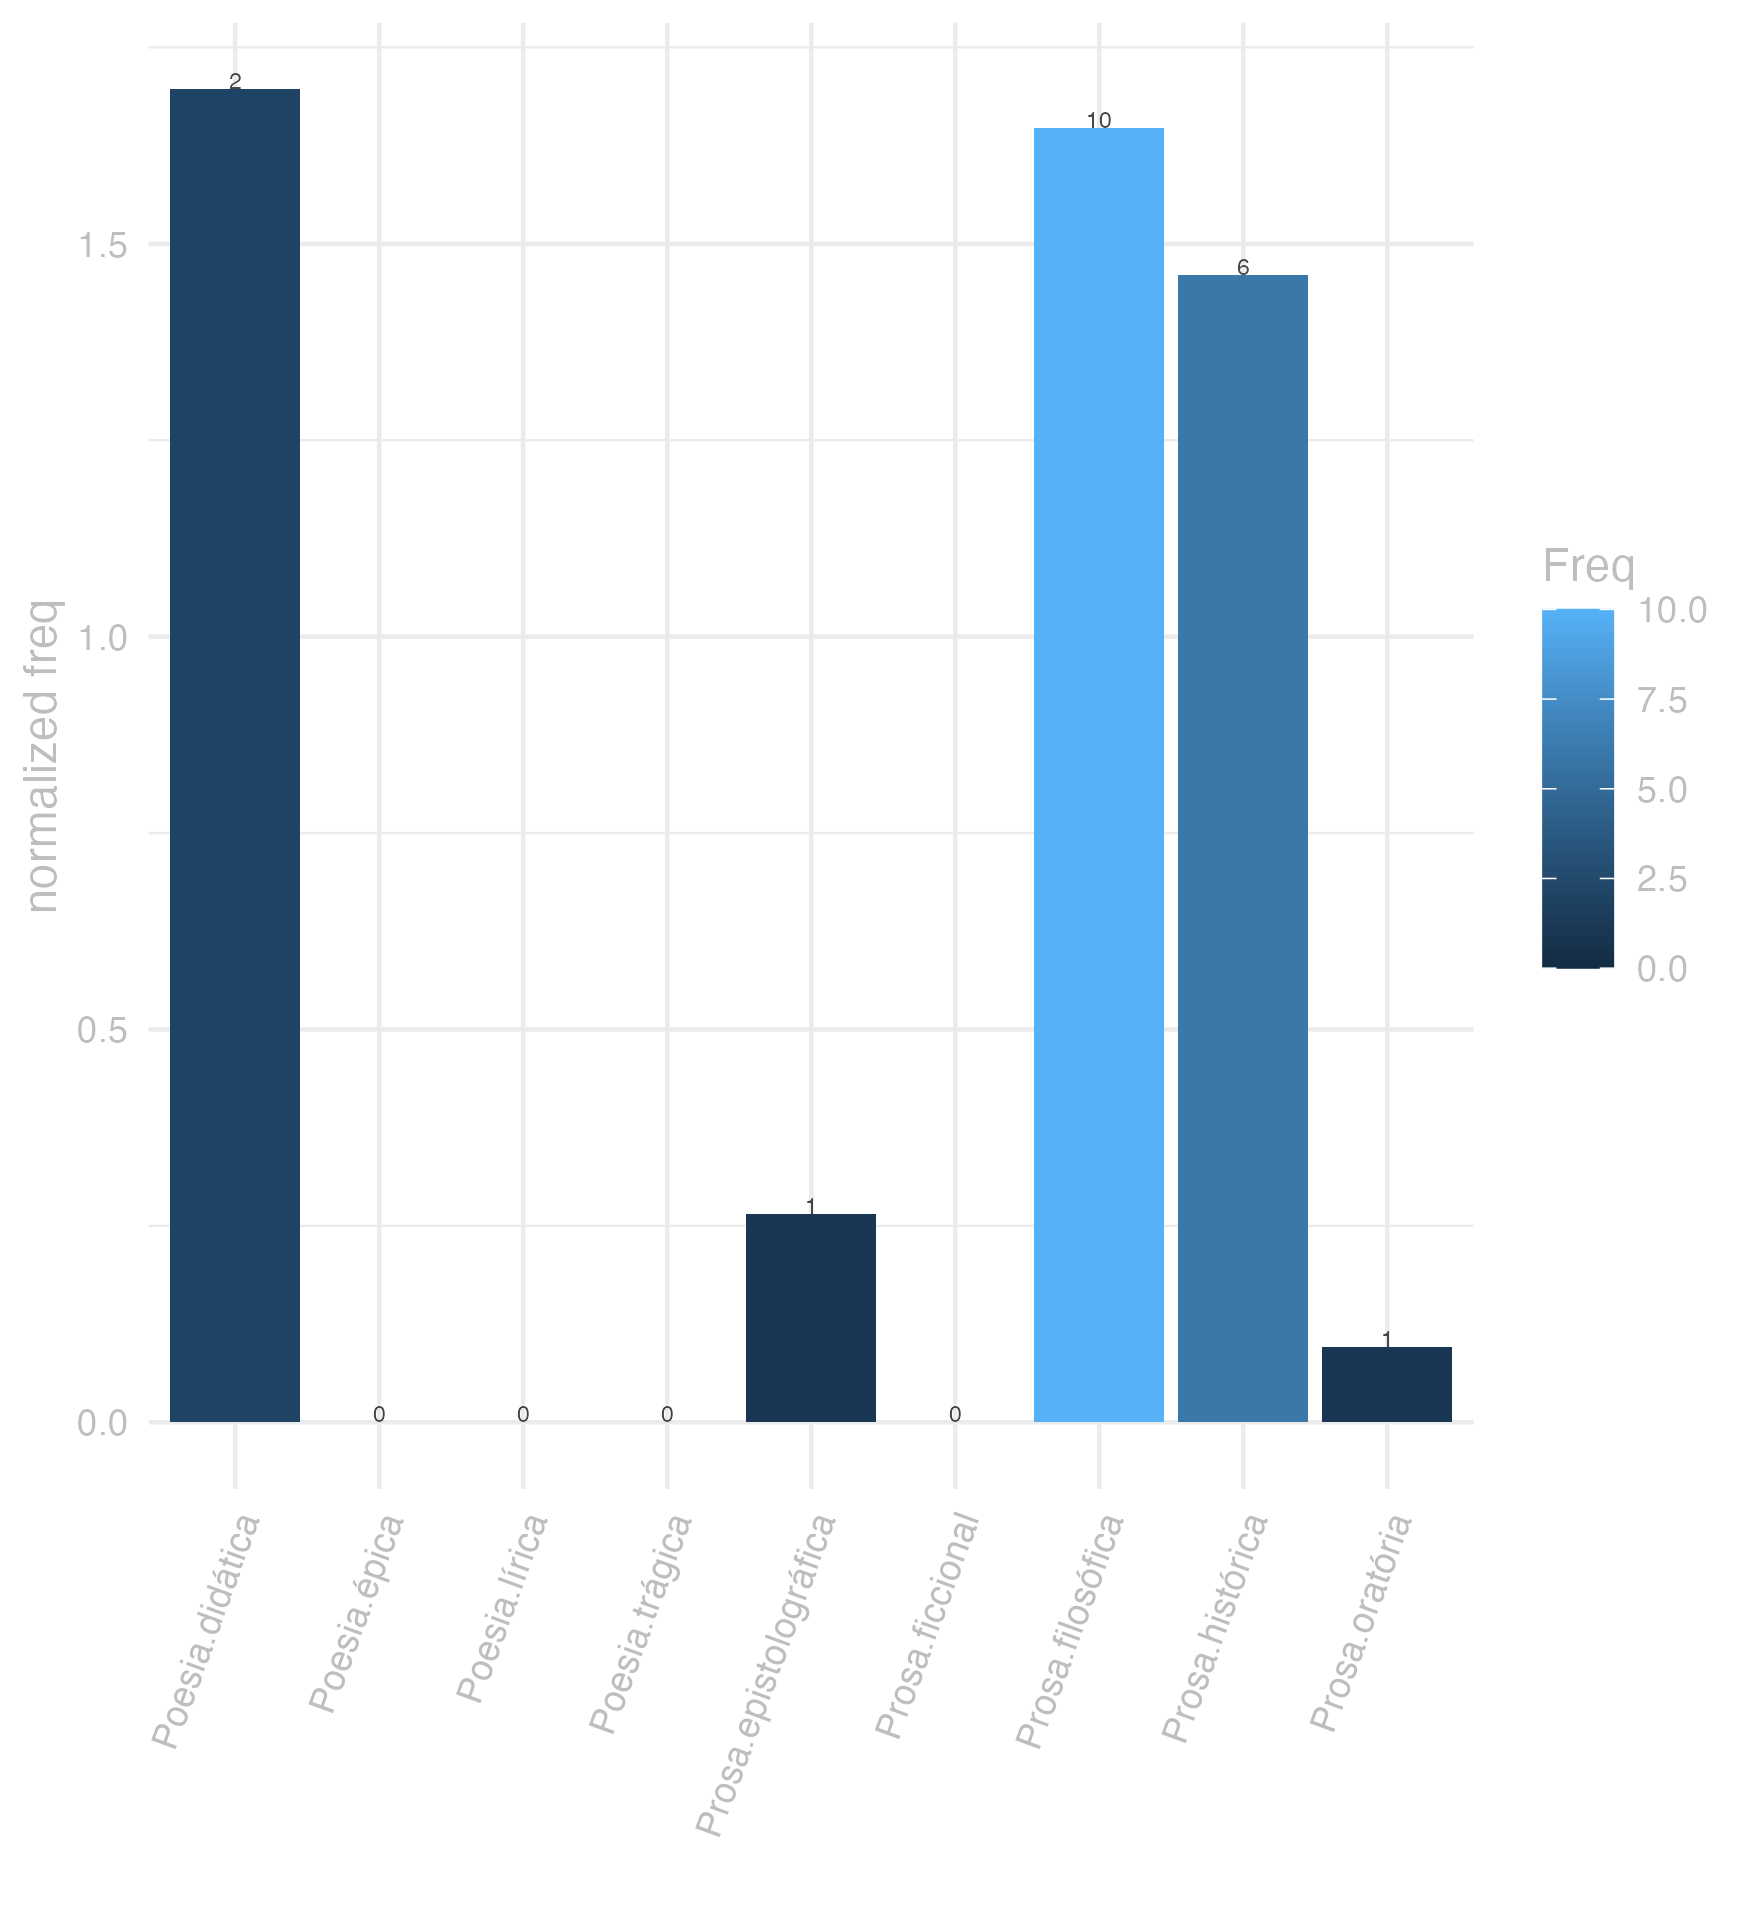 2
10
6
1
1
0
0
0
0
1.5
1.0
0.5
0.0
normalized freq
Poesia.didática
Poesia.épica
Poesia.lírica
Poesia.trágica
Prosa.epistolográfica
Prosa.ficcional
Prosa.filosófica
Prosa.histórica
Prosa.oratória
Freq
10.0
7.5
5.0
2.5
0.0